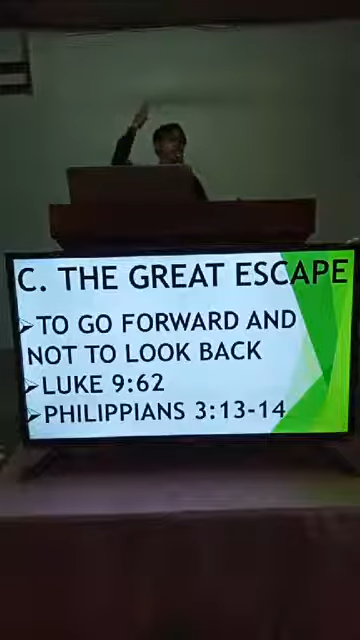 C. THE GREAT ESCAPE
➢TO GO FORWARD AND
NOT TO LOOK BACK
➢LUKE 9:62
➢PHILIPPIANS 3:13-14